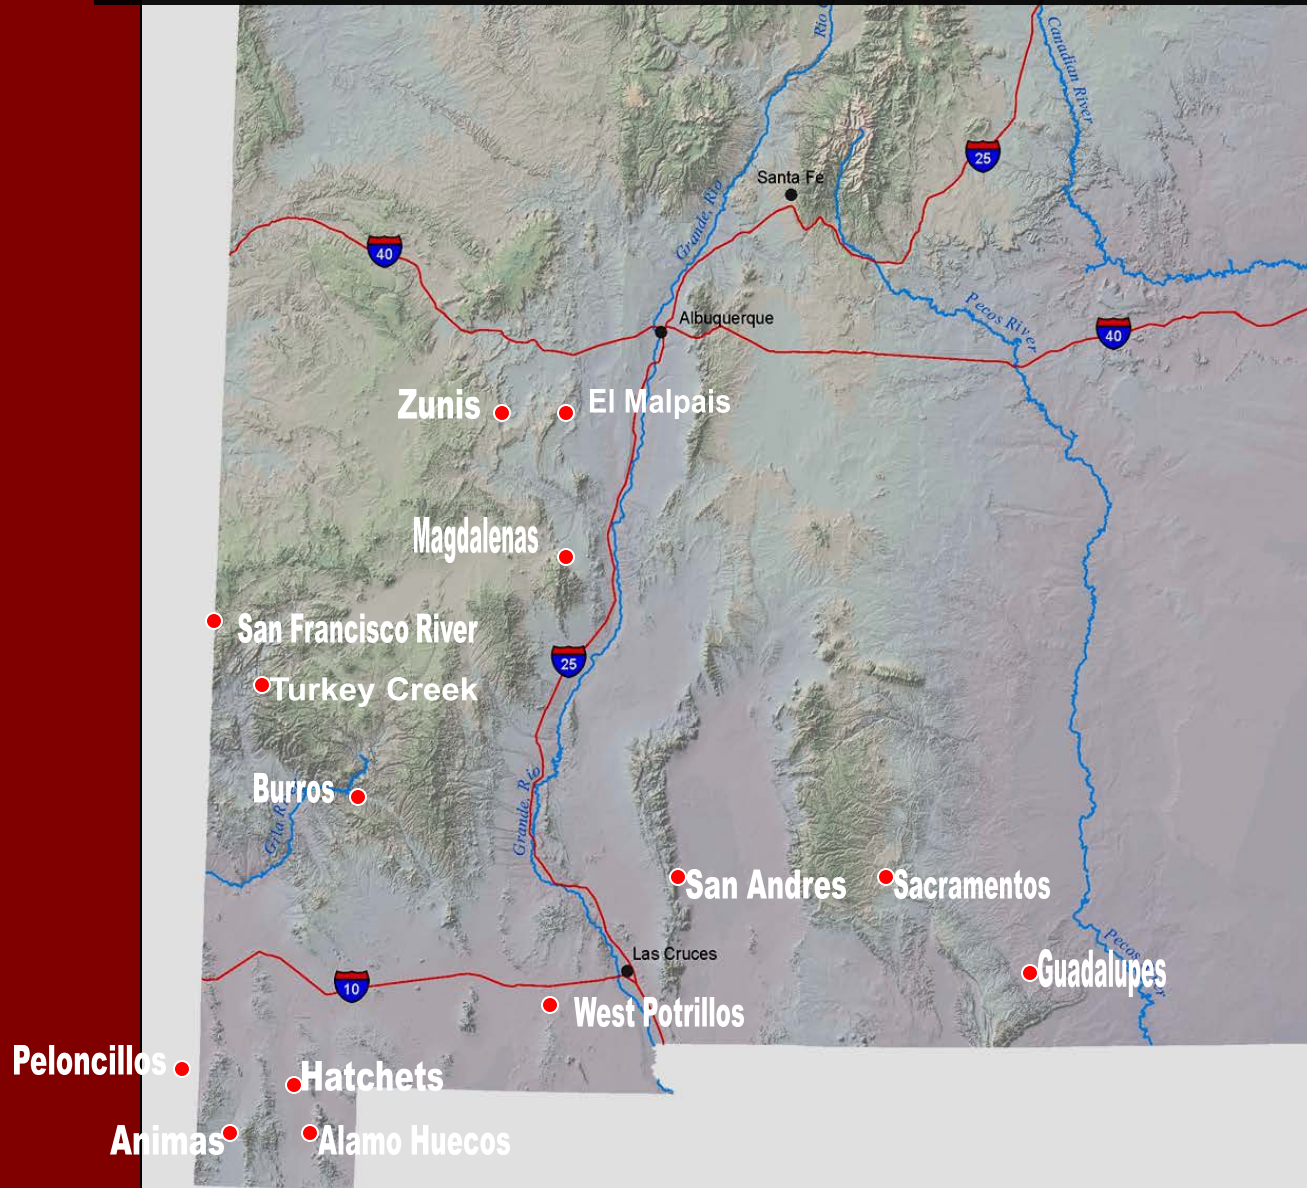 Rio
Canadian River
25
Santa Fe
Grande, Rio
40
Pecos River
Albuquerque
40
Zunis
El Malpais
Magdalenas
San Francisco River
25
Turkey Creek
Burros
Gila R
Grande, Rio
San Andres
Sacramentos
Pecos
Las Cruces
Guadalupes
10
West Potrillos
Peloncillos
Hatchets
Animas
Alamo Huecos